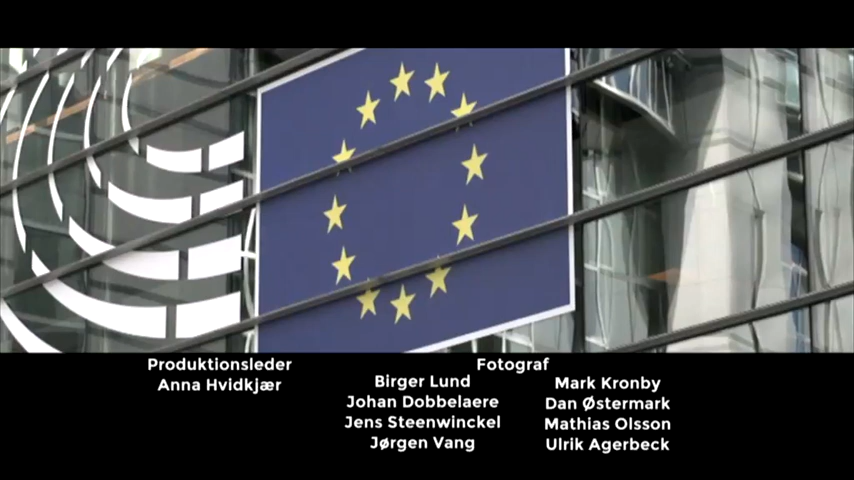 Produktionsleder
Anna Hvidkjær
Fotograf
Birger Lund
Johan Dobbelaere
Jens Steenwinckel
Jørgen Vang
Mark Kronby
Dan Østermark
Mathias Olsson
Ulrik Agerbeck